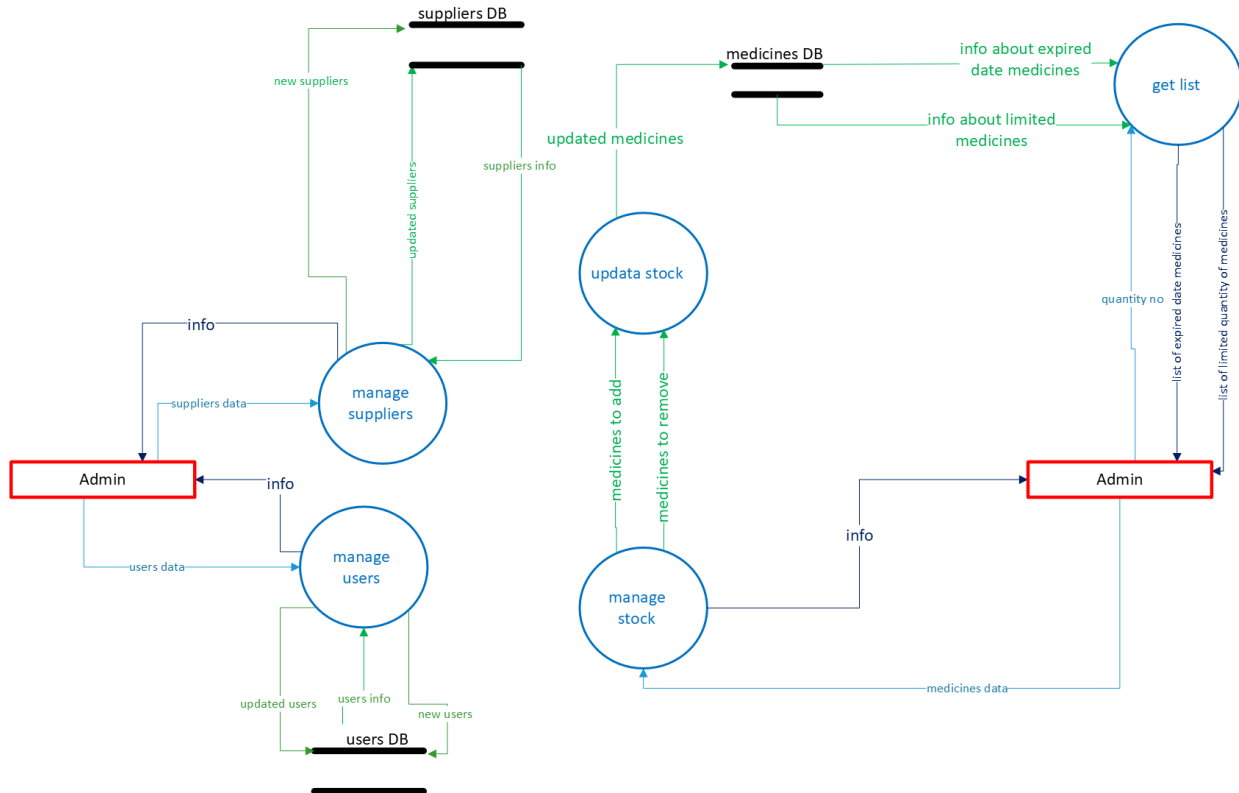 suppliers DB
new suppliers
updated suppliers
suppliers info
info
suppliers data
manage
suppliers
Admin
info
users data
manage
users
updated users
users info
new users
users DB
medicines DB
info about expired
date medicines
info about limited
medicines
get list
updated medicines
updata stock
quantity no
list of expired date medicines
list of limited quantity of medicines
medicines to add
medicines to remove
Admin
info
manage
stock
medicines data